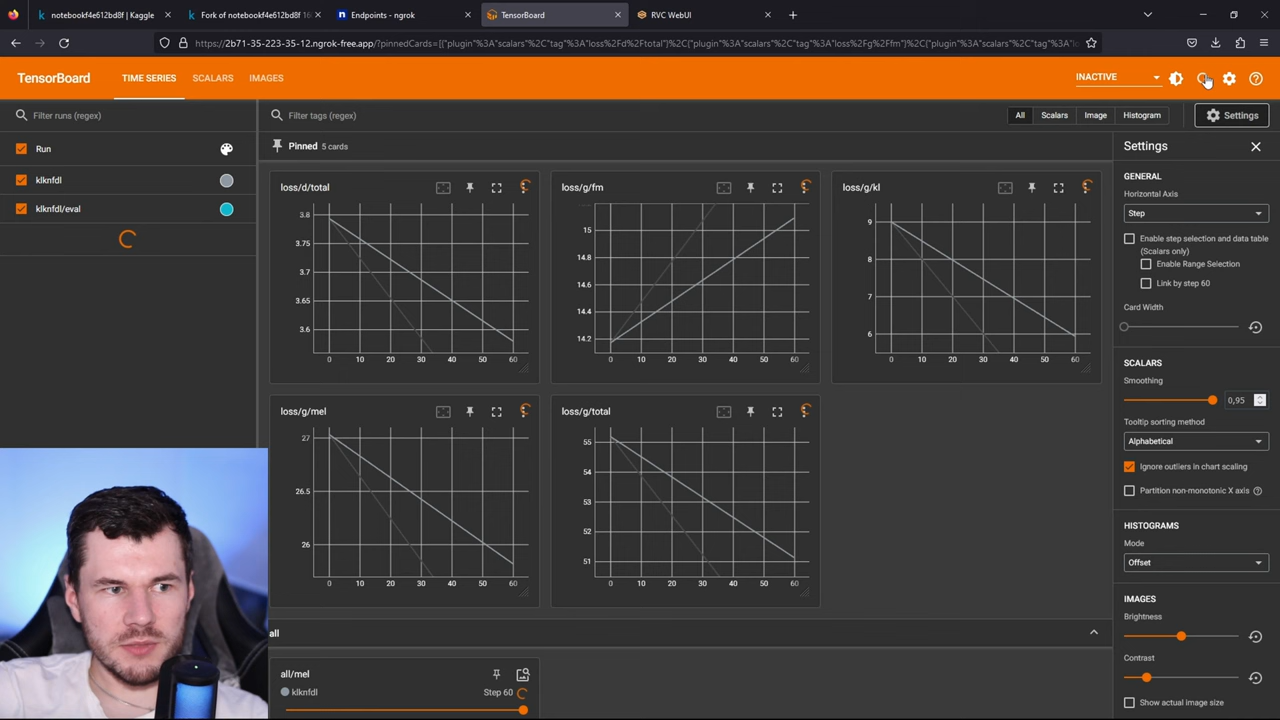 notebookf4e612bd8f | Kaggle
Fork of notebookf4e612bd8f 16
Endpoints - ngrok
TensorBoard
RVC WebUI
https://2b71-35-223-35-12.ngrok-free.app/?pinnedCards=[{"plugin"%3A"scalars"%2C"tag"%3A"loss%2Fd%2Ftotal"}%2C{"plugin"%3A"scalars"%2C"tag"%3A"loss%2Fg%2Ffm"}%2C{"plugin"%3A"scalars"%2C"tag"%3A"lo
TensorBoard
TIME SERIES
SCALARS
IMAGES
INACTIVE
Filter runs (regex)
Filter tags (regex)
All
Scalars
Image
Histogram
Settings
Run
klknfdl
klknfdl/eval
Pinned 5 cards
loss/d/total
3.8
3.75
3.7
3.65
3.6
0 10 20 30 40 50 60
loss/g/fm
15
14.8
14.6
14.4
14.2
0 10 20 30 40 50 60
loss/g/kl
9
8
7
6
0 10 20 30 40 50 60
loss/g/mel
27
26.5
26
0 10 20 30 40 50 60
loss/g/total
55
54
53
52
51
0 10 20 30 40 50 60
all
all/mel
klknfdl
Step 60
Settings
GENERAL
Horizontal Axis
Step
Enable step selection and data table
(Scalars only)
Enable Range Selection
Link by step 60
Card Width
SCALARS
Smoothing
0,95
Tooltip sorting method
Alphabetical
Ignore outliers in chart scaling
Partition non-monotonic X axis
HISTOGRAMS
Mode
Offset
IMAGES
Brightness
Contrast
Show actual image size